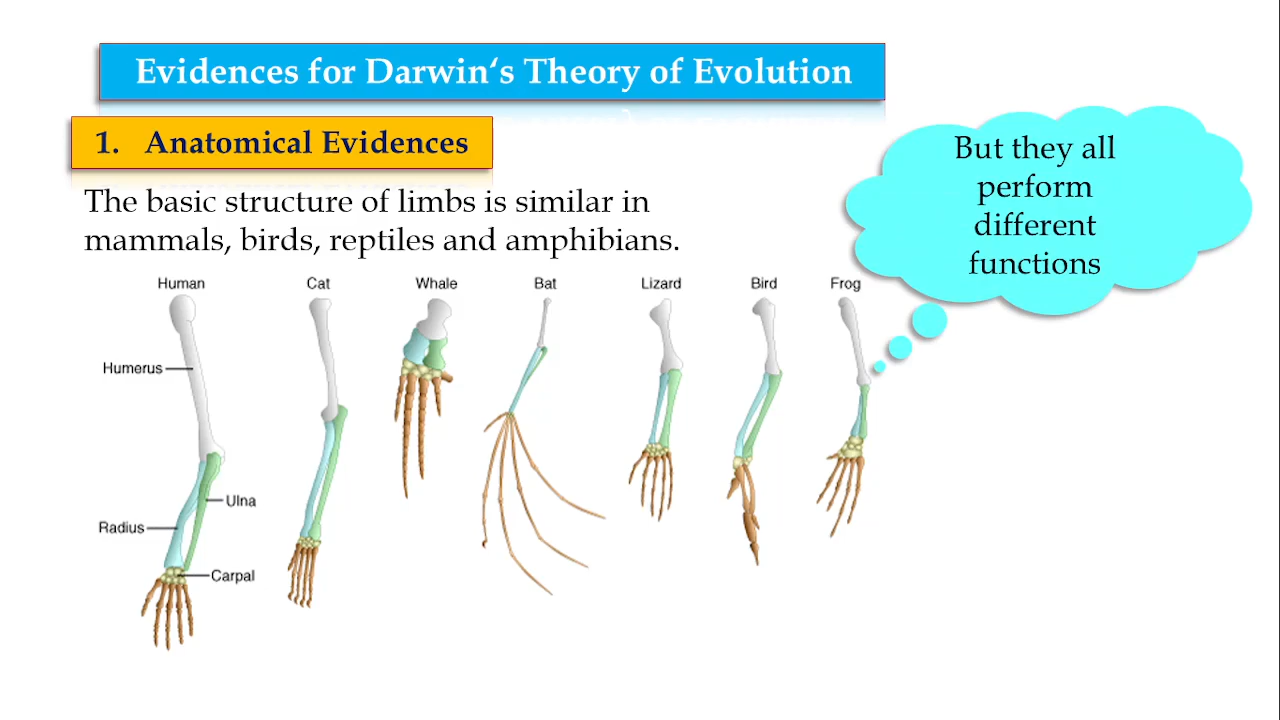 Evidences for Darwin‘s Theory of Evolution
1. Anatomical Evidences
The basic structure of limbs is similar in
mammals, birds, reptiles and amphibians.
But they all
perform
different
functions
Human Cat Whale Bat Lizard Bird Frog
Humerus
Ulna
Radius
Carpal